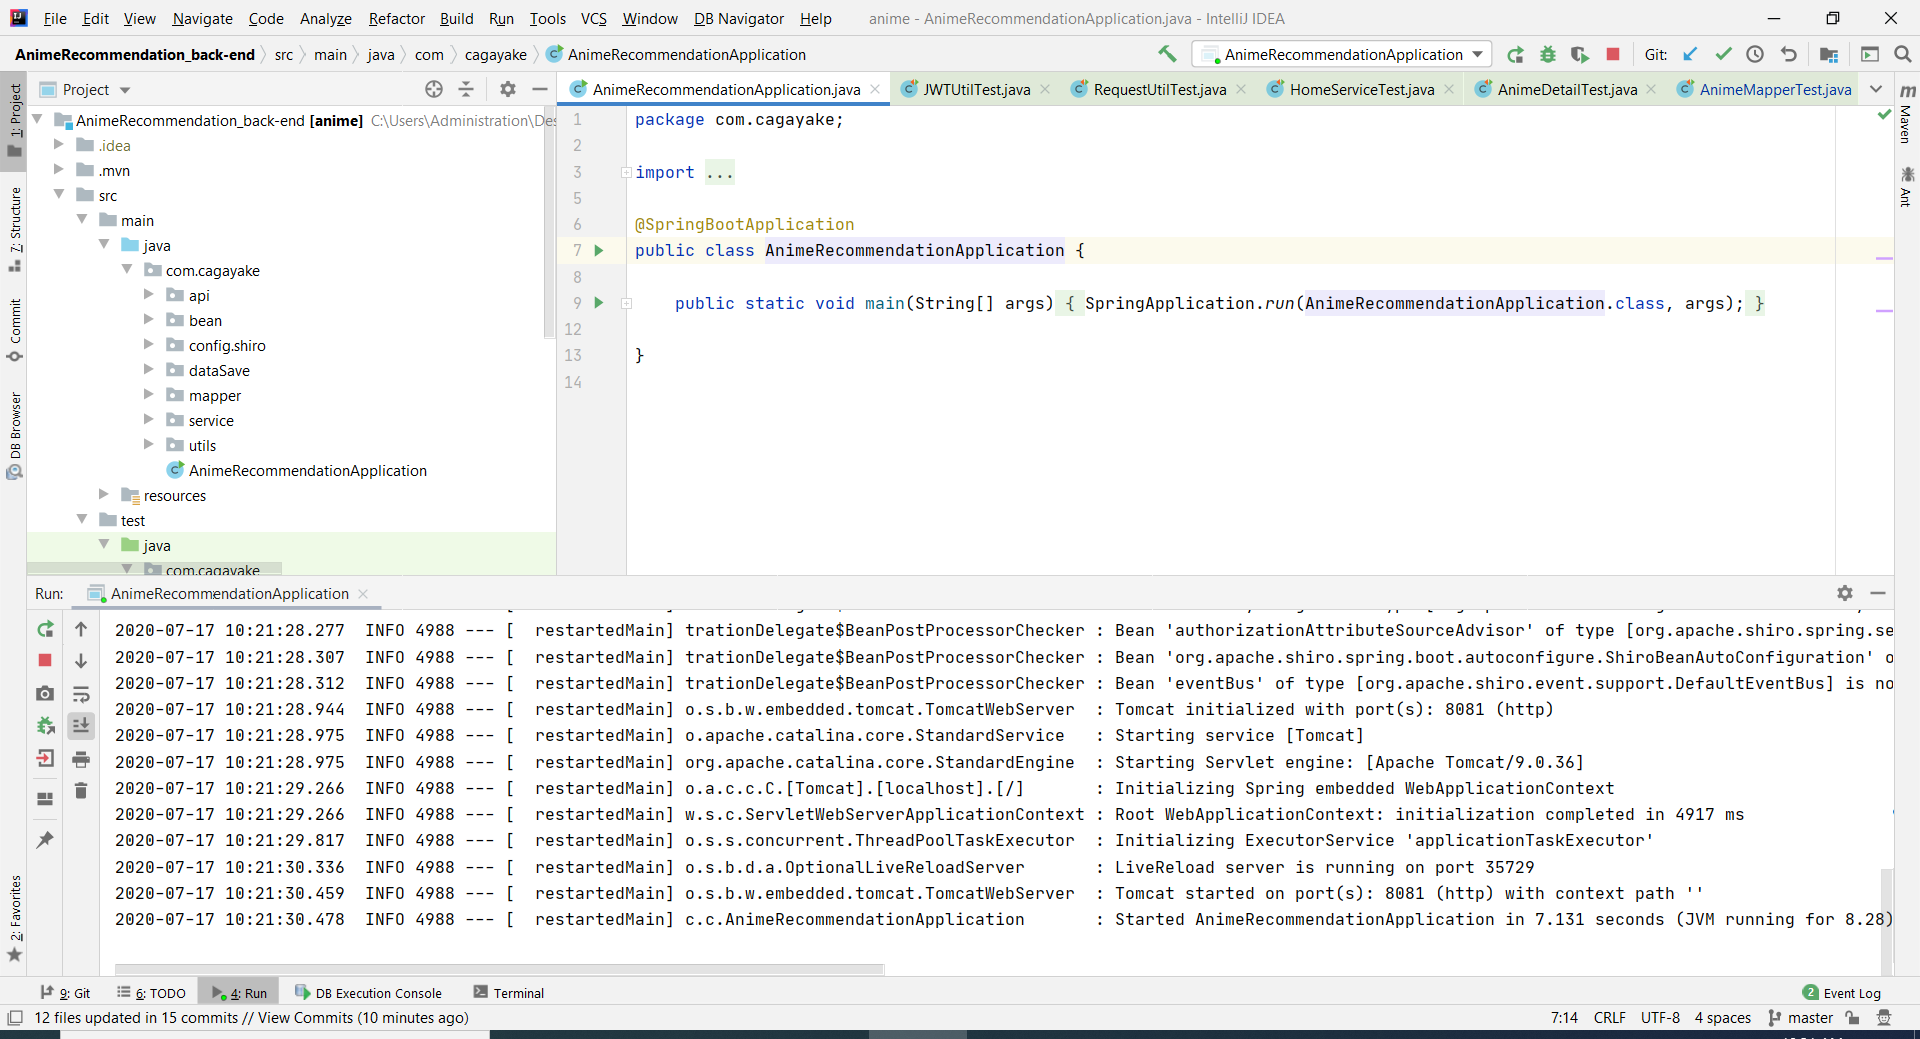 File Edit View Navigate Code Analyze Refactor Build Run Tools VCS Window DB Navigator Help anime - AnimeRecommendationApplication.java - IntelliJ IDEA
AnimeRecommendation_back-end src main java com cagayake AnimeRecommendationApplication AnimeRecommendationApplication Git:
Project
AnimeRecommendationApplication.java JWTUtilTest.java RequestUtilTest.java HomeServiceTest.java AnimeDetailTest.java AnimeMapperTest.java
1: Project
7: Structure
Commit
DB Browser
2: Favorites
Maven
Ant
AnimeRecommendation_back-end [anime] C:\Users\Administration\Des
.idea
.mvn
src
main
java
com.cagayake
api
bean
config.shiro
dataSave
mapper
service
utils
AnimeRecommendationApplication
resources
test
java
com.cagayake
1 package com.cagayake;
2
3 import ...
5
6 @SpringBootApplication
7 public class AnimeRecommendationApplication {
8
9 public static void main(String[] args) { SpringApplication.run(AnimeRecommendationApplication.class, args); }
12
13 }
14
Run: AnimeRecommendationApplication
2020-07-17 10:21:28.277 INFO 4988 --- [ restartedMain] trationDelegate$BeanPostProcessorChecker : Bean 'authorizationAttributeSourceAdvisor' of type [org.apache.shiro.spring.se
2020-07-17 10:21:28.307 INFO 4988 --- [ restartedMain] trationDelegate$BeanPostProcessorChecker : Bean 'org.apache.shiro.spring.boot.autoconfigure.ShiroBeanAutoConfiguration' o
2020-07-17 10:21:28.312 INFO 4988 --- [ restartedMain] trationDelegate$BeanPostProcessorChecker : Bean 'eventBus' of type [org.apache.shiro.event.support.DefaultEventBus] is no
2020-07-17 10:21:28.944 INFO 4988 --- [ restartedMain] o.s.b.w.embedded.tomcat.TomcatWebServer : Tomcat initialized with port(s): 8081 (http)
2020-07-17 10:21:28.975 INFO 4988 --- [ restartedMain] o.apache.catalina.core.StandardService : Starting service [Tomcat]
2020-07-17 10:21:28.975 INFO 4988 --- [ restartedMain] org.apache.catalina.core.StandardEngine : Starting Servlet engine: [Apache Tomcat/9.0.36]
2020-07-17 10:21:29.266 INFO 4988 --- [ restartedMain] o.a.c.c.C.[Tomcat].[localhost].[/] : Initializing Spring embedded WebApplicationContext
2020-07-17 10:21:29.266 INFO 4988 --- [ restartedMain] w.s.c.ServletWebServerApplicationContext : Root WebApplicationContext: initialization completed in 4917 ms
2020-07-17 10:21:29.817 INFO 4988 --- [ restartedMain] o.s.s.concurrent.ThreadPoolTaskExecutor : Initializing ExecutorService 'applicationTaskExecutor'
2020-07-17 10:21:30.336 INFO 4988 --- [ restartedMain] o.s.b.d.a.OptionalLiveReloadServer : LiveReload server is running on port 35729
2020-07-17 10:21:30.459 INFO 4988 --- [ restartedMain] o.s.b.w.embedded.tomcat.TomcatWebServer : Tomcat started on port(s): 8081 (http) with context path ''
2020-07-17 10:21:30.478 INFO 4988 --- [ restartedMain] c.c.AnimeRecommendationApplication : Started AnimeRecommendationApplication in 7.131 seconds (JVM running for 8.28)
9: Git 6: TODO 4: Run DB Execution Console Terminal 2 Event Log
12 files updated in 15 commits // View Commits (10 minutes ago) 7:14 CRLF UTF-8 4 spaces master